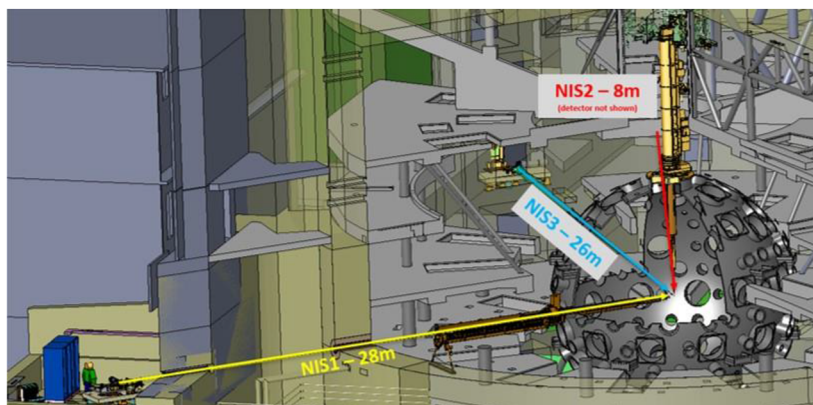 NIS2 – 8m
(detector not shown)
NIS3 – 26m
NIS1 – 28m